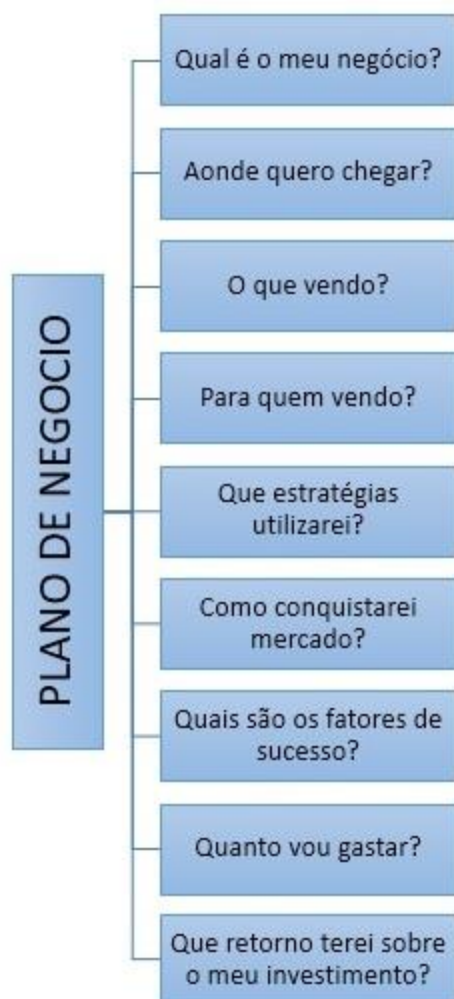 PLANO DE NEGOCIO
Qual é o meu negócio?
Aonde quero chegar?
O que vendo?
Para quem vendo?
Que estratégias
utilizarei?
Como conquistarei
mercado?
Quais são os fatores de
sucesso?
Quanto vou gastar?
Que retorno terei sobre
o meu investimento?